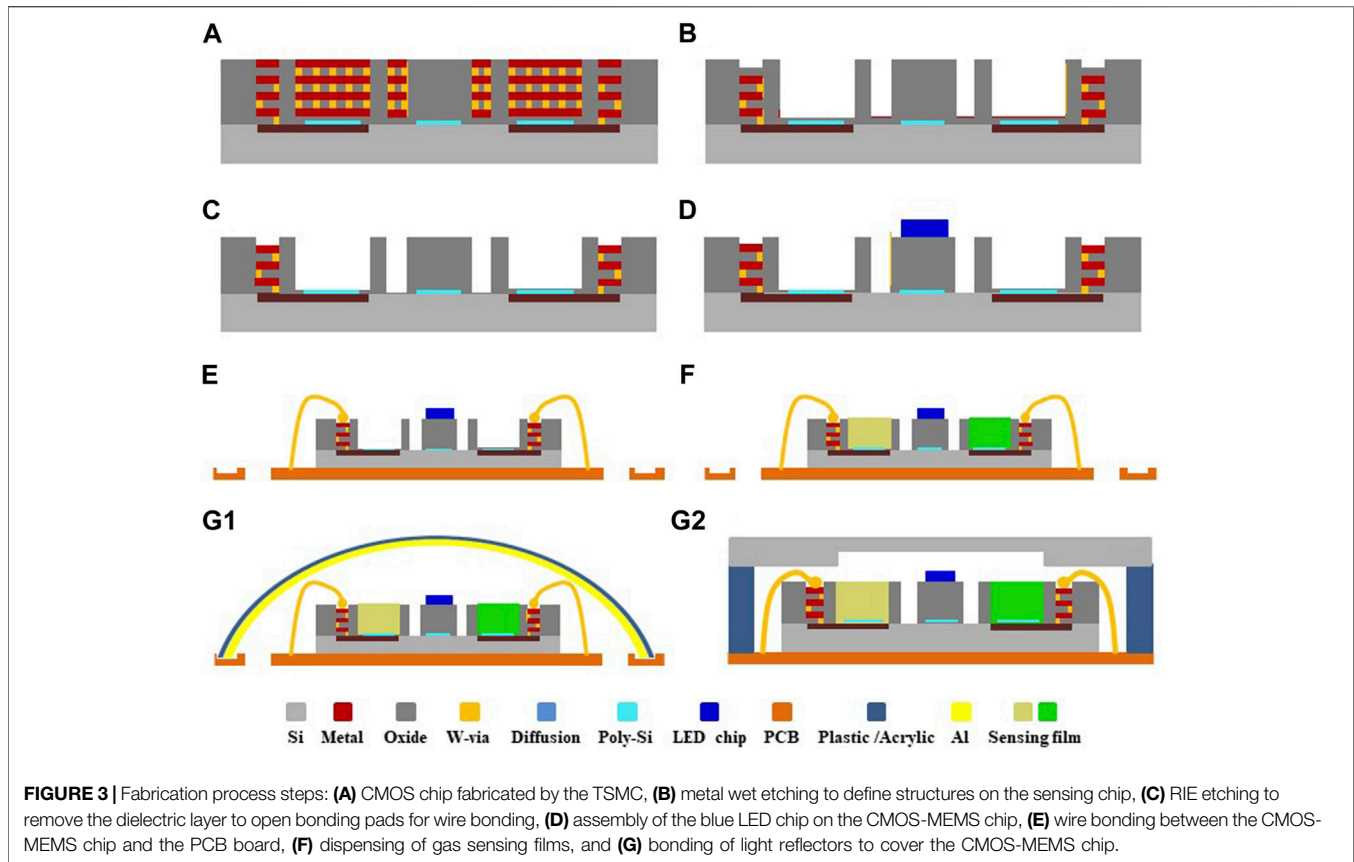 A
B
C
D
E
F
G1
G2
Si Metal Oxide W-via Diffusion Poly-Si LED chip PCB Plastic /Acrylic Al Sensing film
FIGURE 3 | Fabrication process steps: (A) CMOS chip fabricated by the TSMC, (B) metal wet etching to define structures on the sensing chip, (C) RIE etching to
remove the dielectric layer to open bonding pads for wire bonding, (D) assembly of the blue LED chip on the CMOS-MEMS chip, (E) wire bonding between the CMOS-
MEMS chip and the PCB board, (F) dispensing of gas sensing films, and (G) bonding of light reflectors to cover the CMOS-MEMS chip.